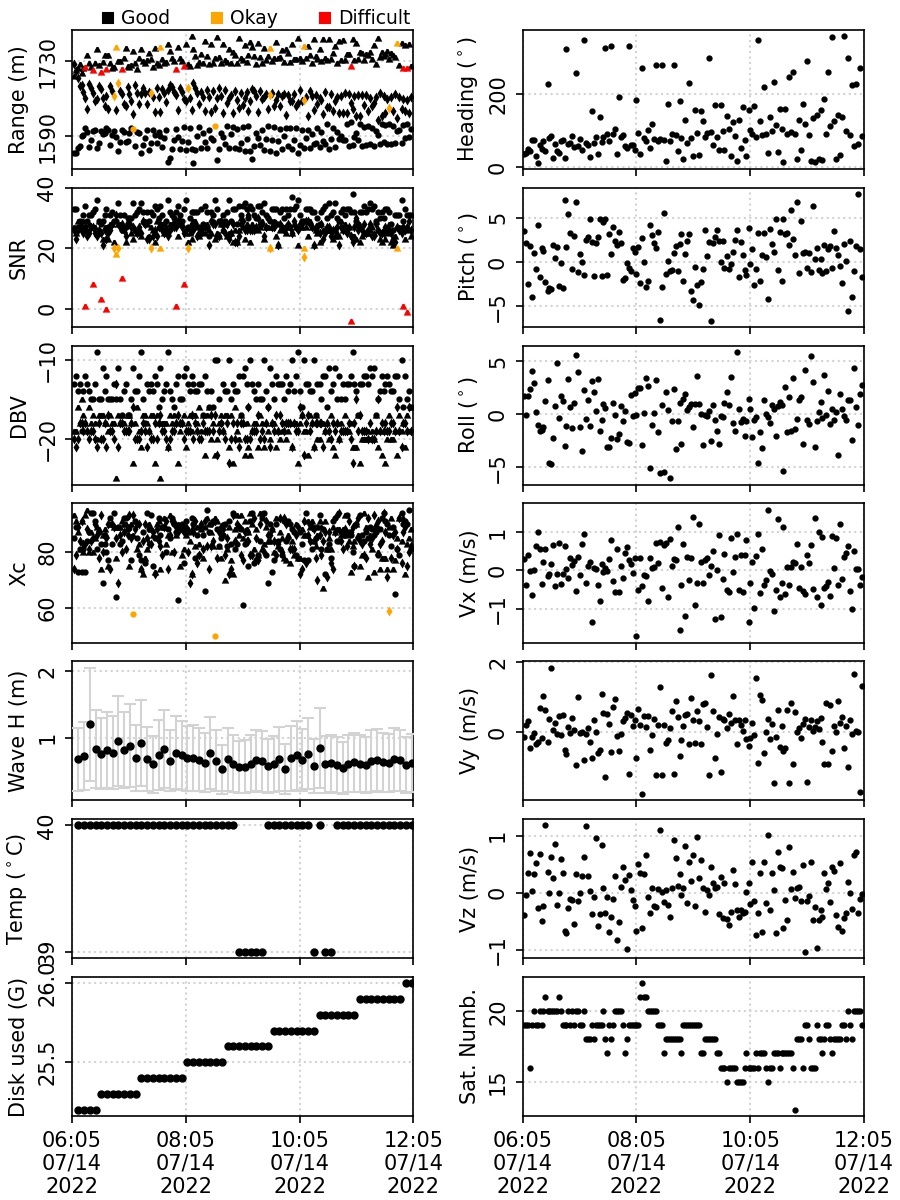 Good Okay Difficult
Range (m)
1730
1590
Heading (°)
200
0
SNR
40
20
0
Pitch (°)
5
0
−5
DBV
−10
−20
Roll (°)
5
0
−5
Xc
80
60
Vx (m/s)
1
0
−1
Wave H (m)
2
1
Vy (m/s)
2
0
Temp (°C)
40
39
Vz (m/s)
1
0
−1
Disk used (G)
26.0
25.5
Sat. Numb.
20
15
06:05 08:05 10:05 12:05
07/14 07/14 07/14 07/14
2022 2022 2022 2022
06:05 08:05 10:05 12:05
07/14 07/14 07/14 07/14
2022 2022 2022 2022